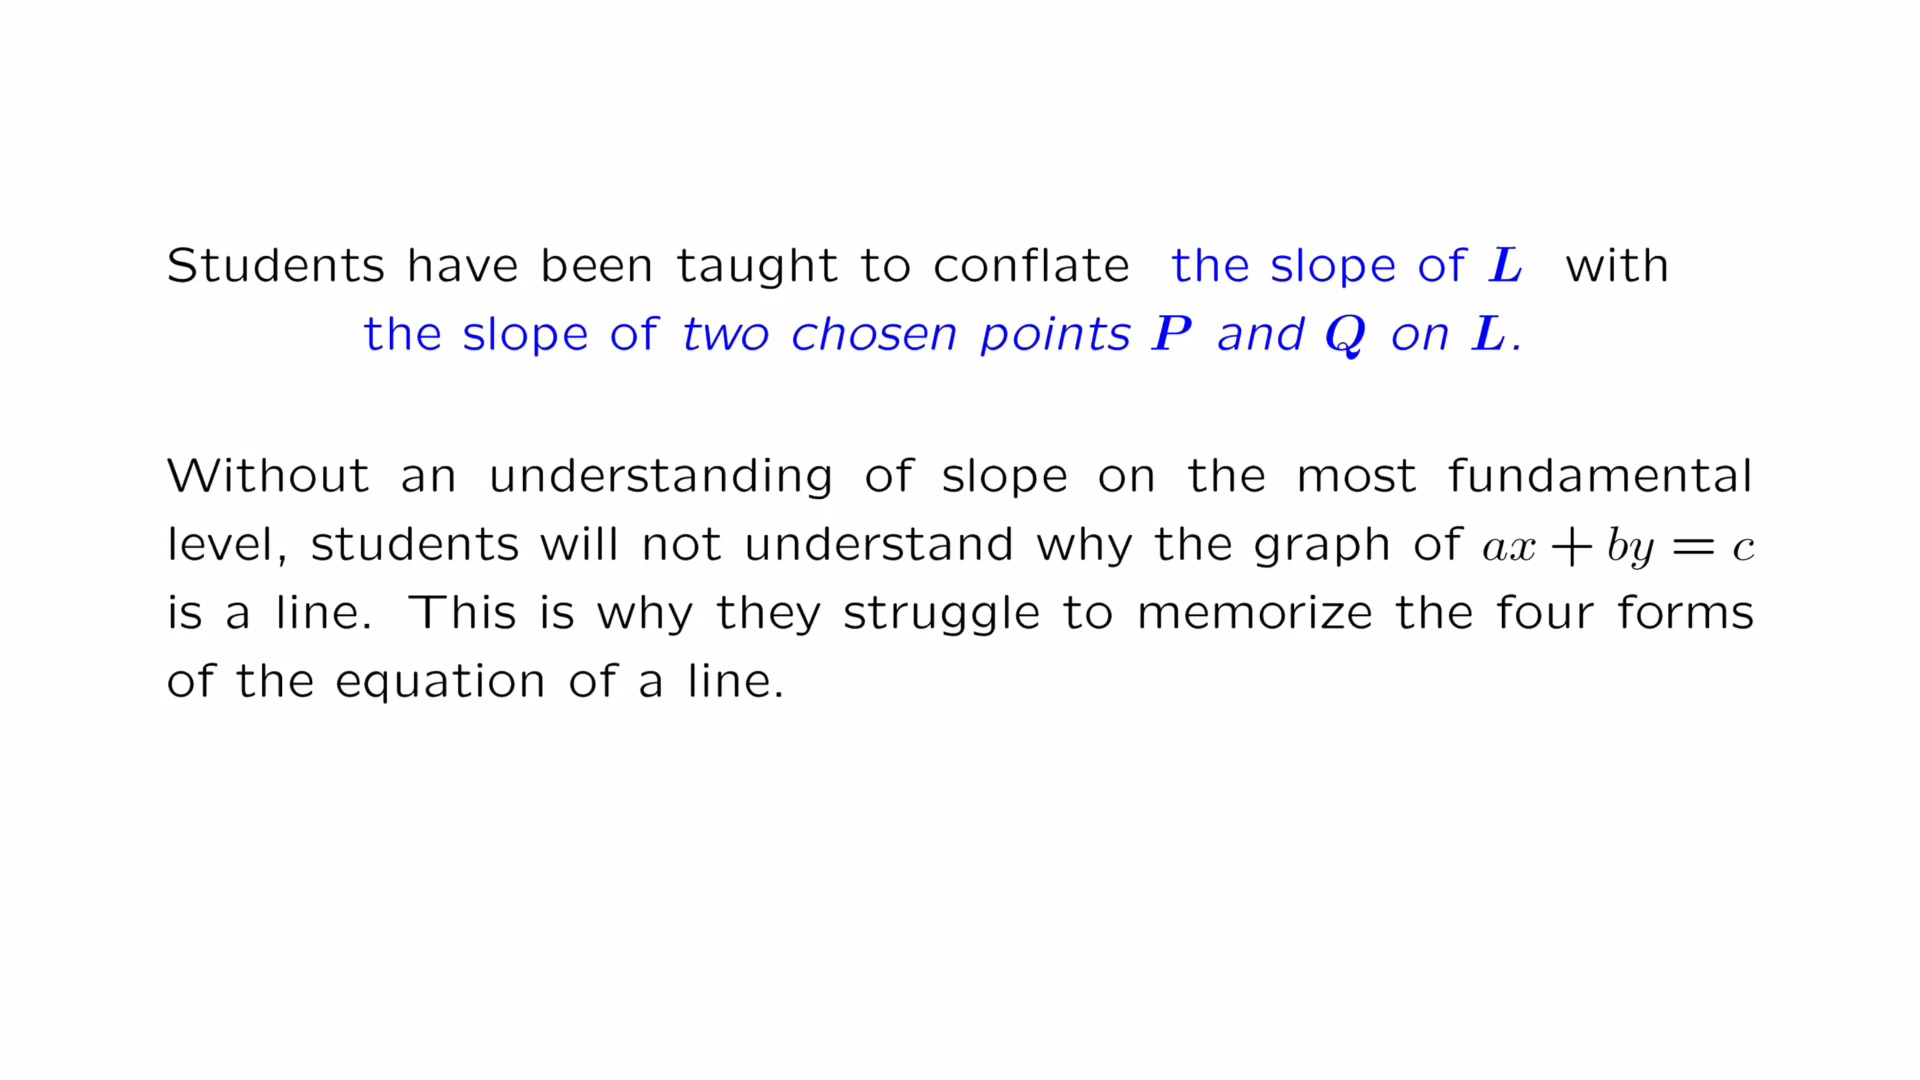 Students have been taught to conflate the slope of L with
the slope of two chosen points P and Q on L.
Without an understanding of slope on the most fundamental
level, students will not understand why the graph of ax + by = c
is a line. This is why they struggle to memorize the four forms
of the equation of a line.